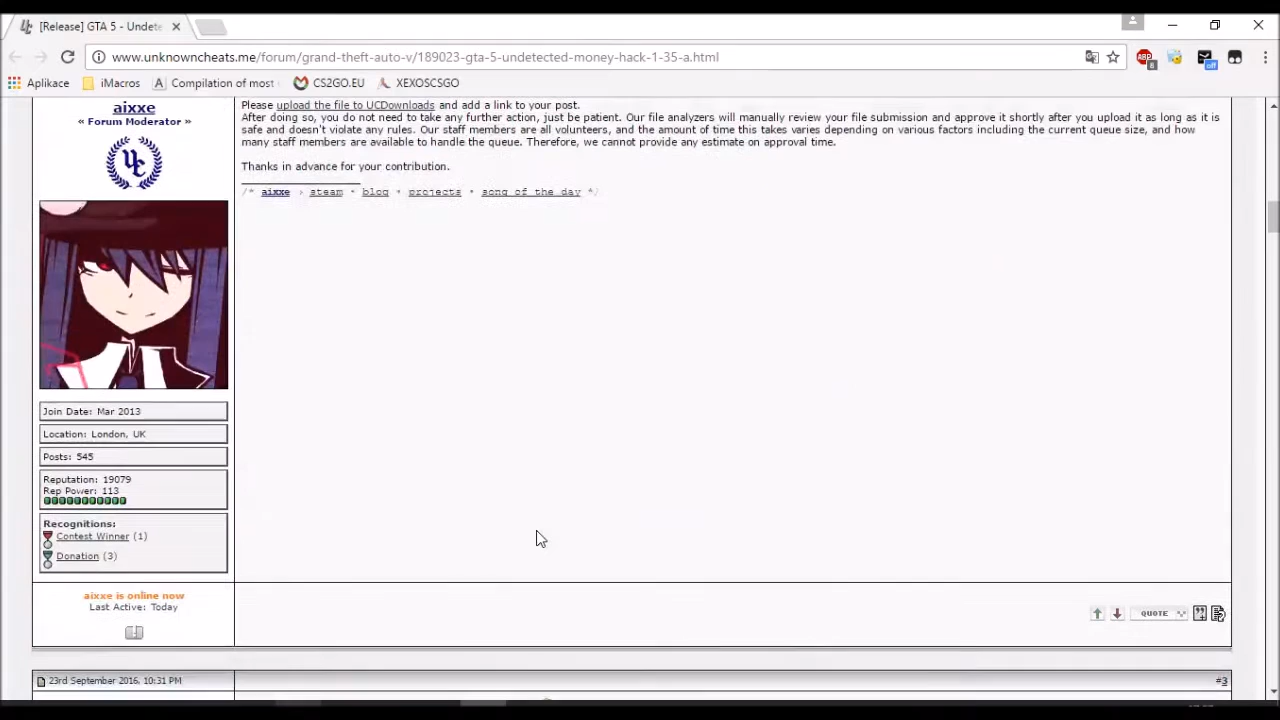 [Release] GTA 5 - Undete
www.unknowncheats.me/forum/grand-theft-auto-v/189023-gta-5-undetected-money-hack-1-35-a.html
Aplikace iMacros Compilation of most CS2GO.EU XEXOSCSGO
aixxe
« Forum Moderator »
Please upload the file to UCDownloads and add a link to your post.
After doing so, you do not need to take any further action, just be patient. Our file analyzers will manually review your file submission and approve it shortly after you upload it as long as it is
safe and doesn't violate any rules. Our staff members are all volunteers, and the amount of time this takes varies depending on various factors including the current queue size, and how
many staff members are available to handle the queue. Therefore, we cannot provide any estimate on approval time.
Thanks in advance for your contribution.
/* aixxe › steam • blog • projects • song of the day */
Join Date: Mar 2013
Location: London, UK
Posts: 545
Reputation: 19079
Rep Power: 113
Recognitions:
Contest Winner (1)
Donation (3)
aixxe is online now
Last Active: Today
QUOTE
23rd September 2016, 10:31 PM
#3